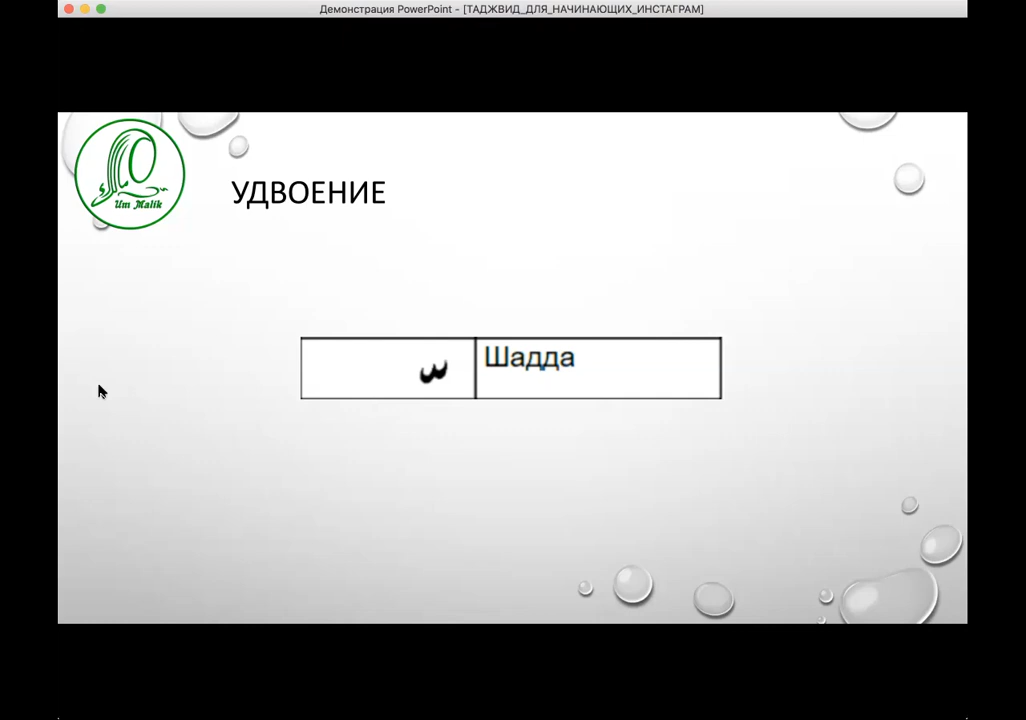 Демонстрация PowerPoint - [ТАДЖВИД_ДЛЯ_НАЧИНАЮЩИХ_ИНСТАГРАМ]
Um Malik
УДВОЕНИЕ
ّ Шадда